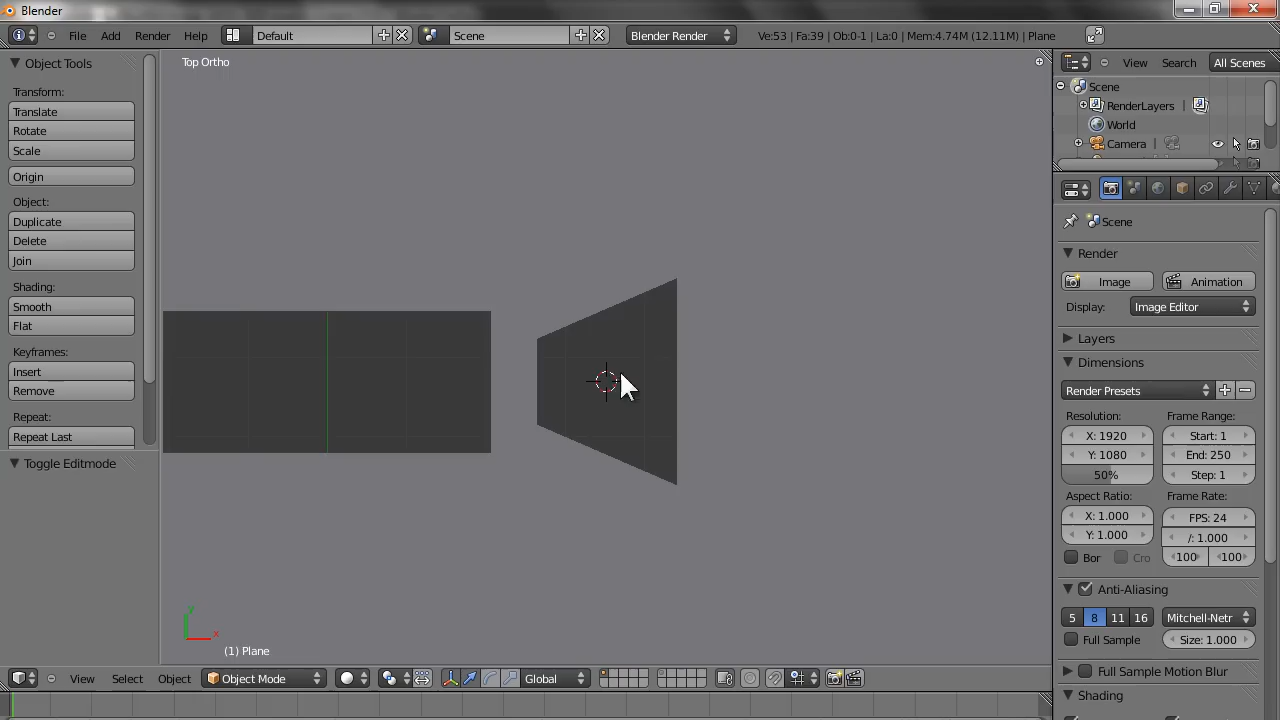 Blender
File Add Render Help Default Scene Blender Render Ve:53 | Fa:39 | Ob:0-1 | La:0 | Mem:4.74M (12.11M) | Plane
Object Tools
Transform:
Translate
Rotate
Scale
Origin
Object:
Duplicate
Delete
Join
Shading:
Smooth
Flat
Keyframes:
Insert
Remove
Repeat:
Repeat Last
Toggle Editmode
Top Ortho
y
x
(1) Plane
View Select Object Object Mode Global
View Search All Scenes
Scene
RenderLayers |
World
Camera |
Scene
Render
Image Animation
Display: Image Editor
Layers
Dimensions
Render Presets
Resolution: Frame Range:
X: 1920 Start: 1
Y: 1080 End: 250
50% Step: 1
Aspect Ratio: Frame Rate:
X: 1.000 FPS: 24
Y: 1.000 /: 1.000
Bor Cro 100 100
Anti-Aliasing
5 8 11 16 Mitchell-Netr
Full Sample Size: 1.000
Full Sample Motion Blur
Shading